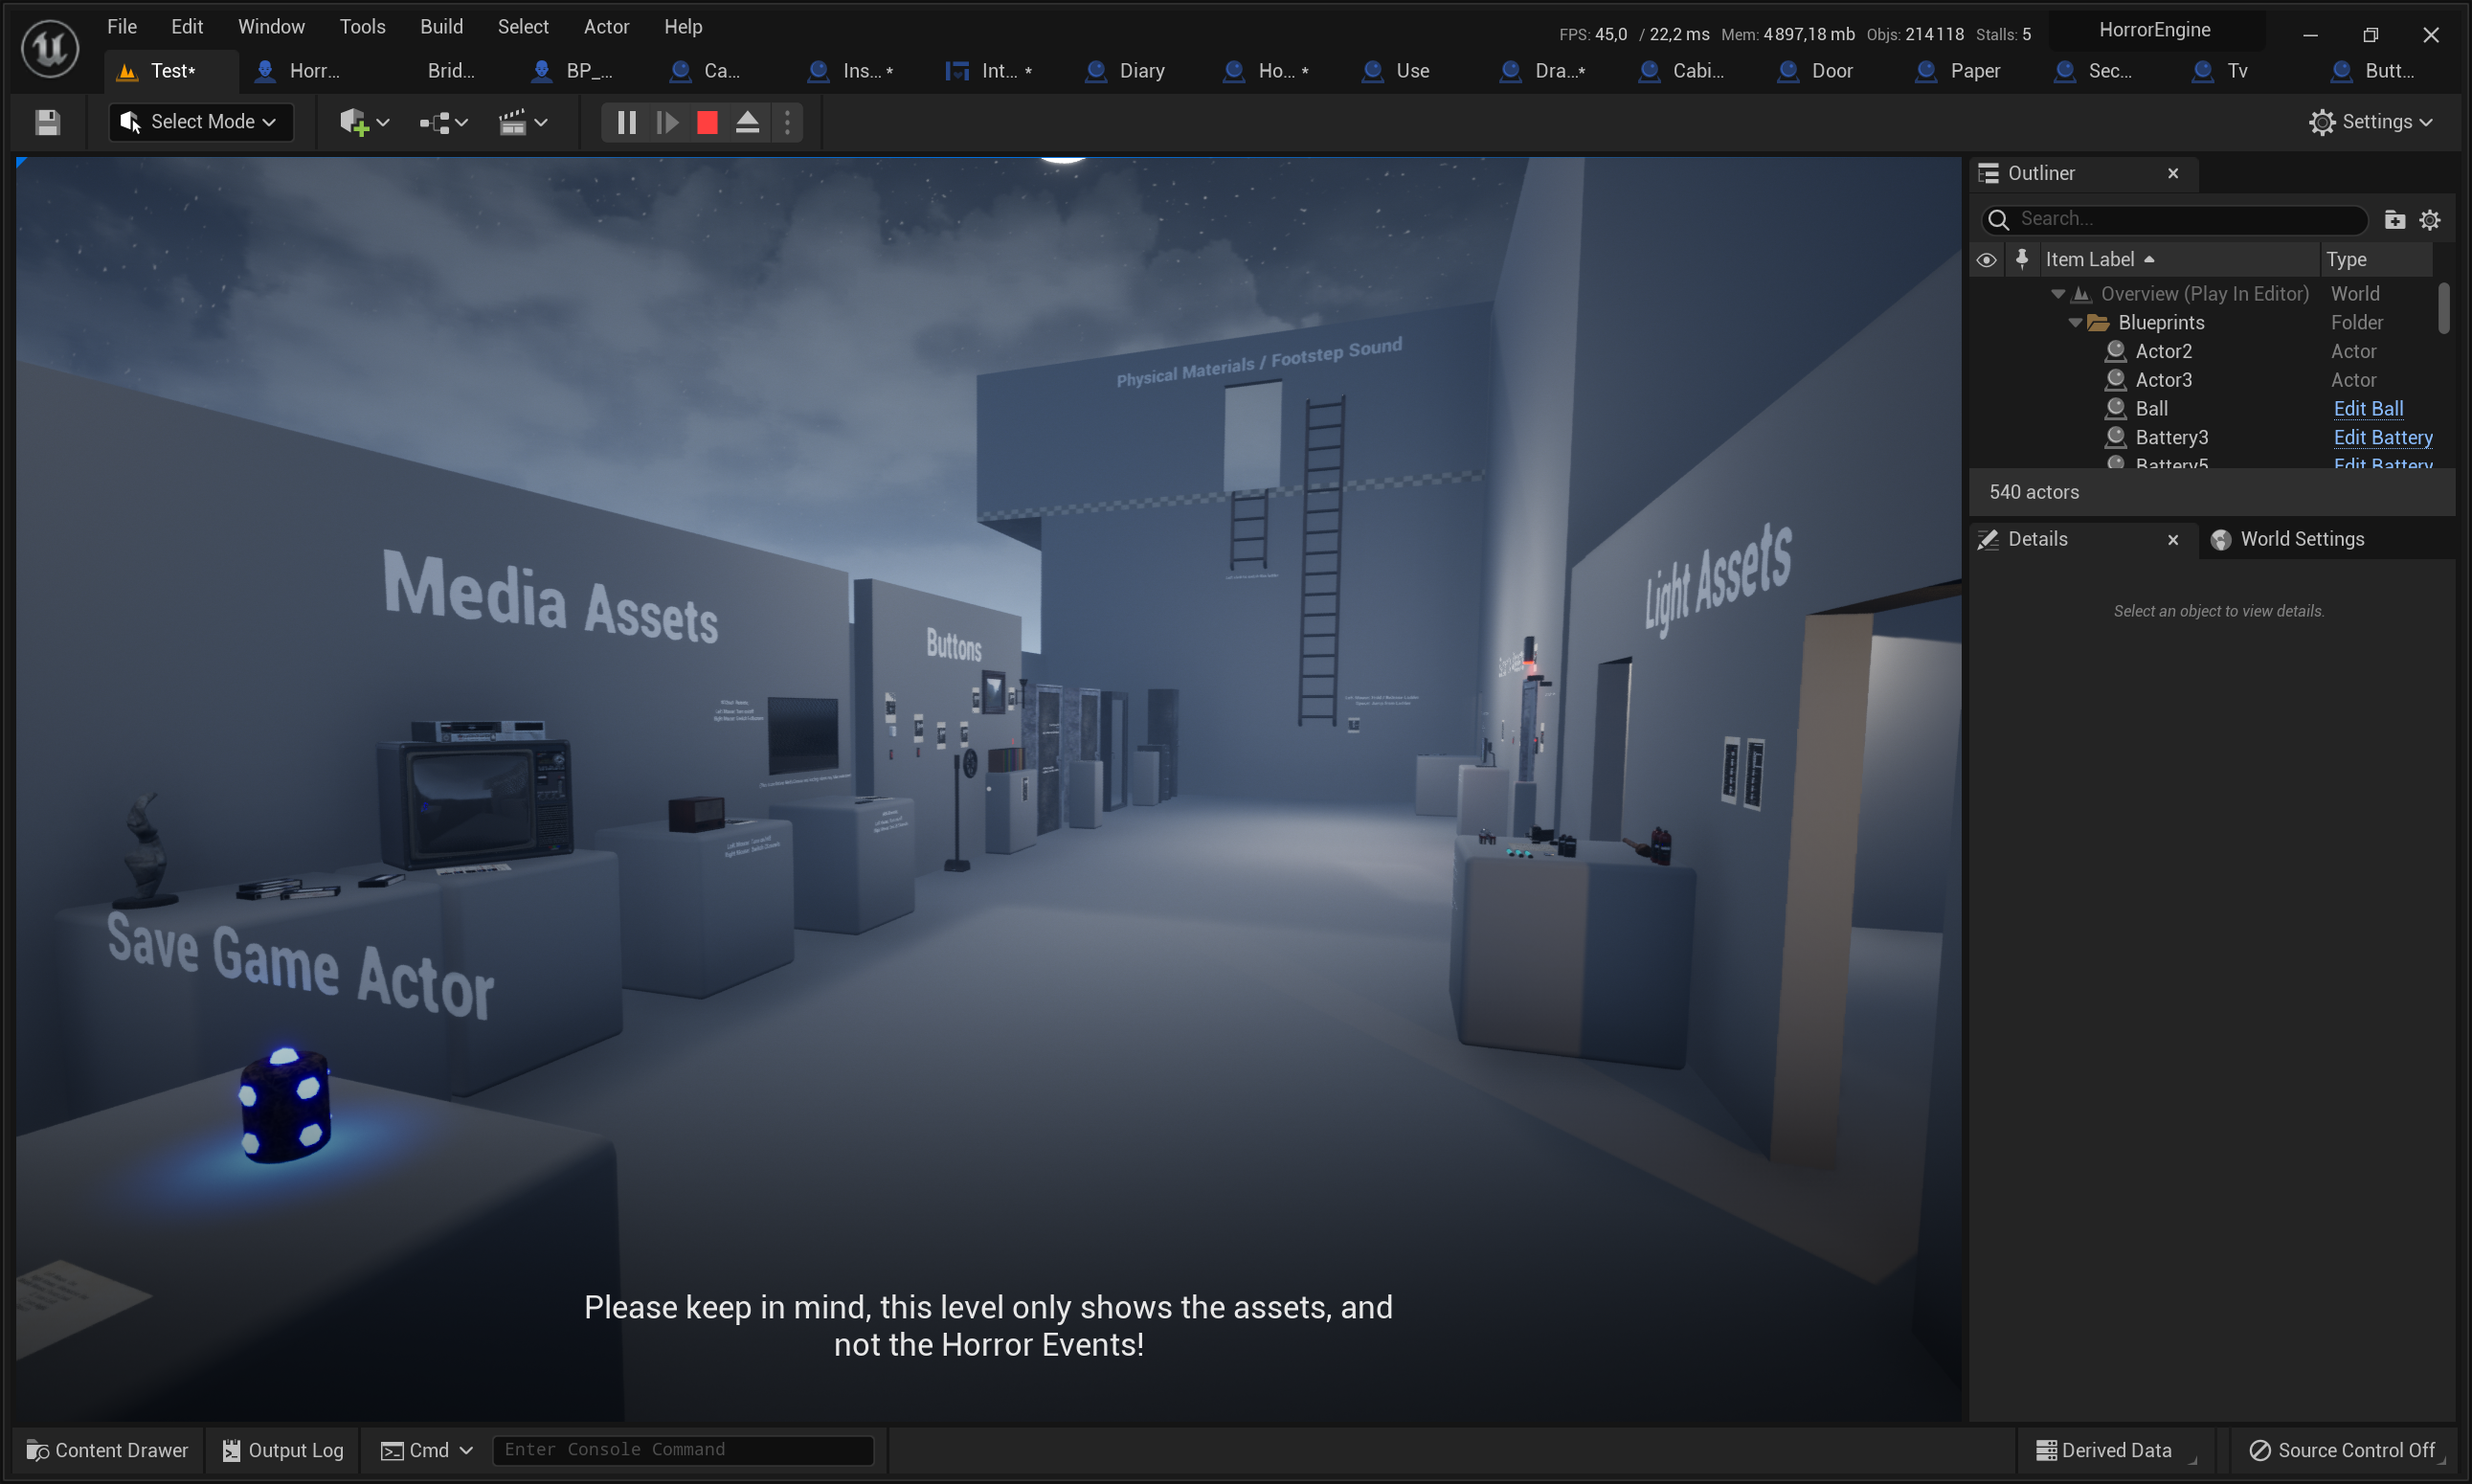 File Edit Window Tools Build Select Actor Help
FPS: 45,0 / 22,2 ms Mem: 4 897,18 mb Objs: 214 118 Stalls: 5
HorrorEngine
Test* Horr... Brid... BP_... Ca... Ins... * Int... * Diary Ho... * Use Dra...* Cabi... Door Paper Sec... Tv Butt...
Select Mode
Settings
Outliner
Search...
Item Label Type
Overview (Play In Editor) World
Blueprints Folder
Actor2 Actor
Actor3 Actor
Ball Edit Ball
Battery3 Edit Battery
Battery5 Edit Battery
540 actors
Details World Settings
Select an object to view details.
Physical Materials / Footstep Sound
Media Assets
Buttons
Light Assets
Save Game Actor
Please keep in mind, this level only shows the assets, and
not the Horror Events!
Content Drawer Output Log Cmd Enter Console Command
Derived Data Source Control Off